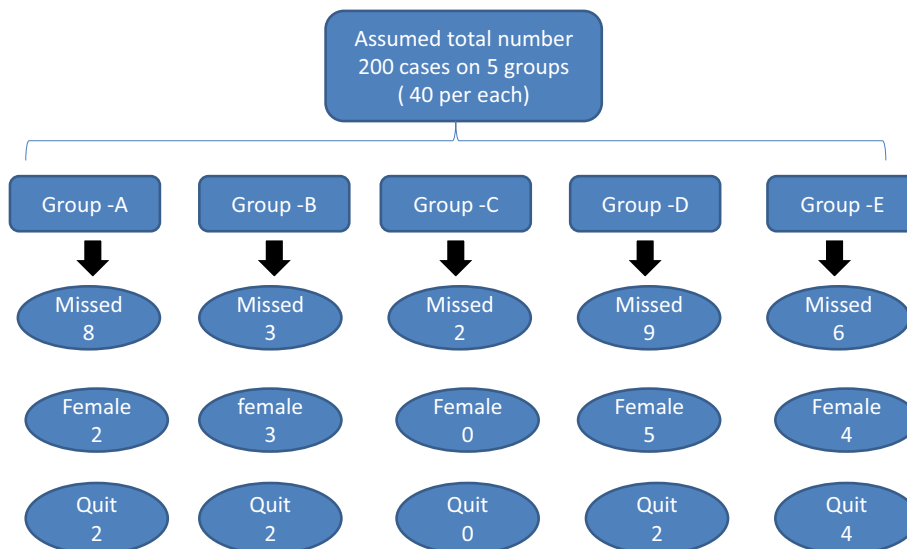 Assumed total number
200 cases on 5 groups
( 40 per each)
Group -A
Group -B
Group -C
Group -D
Group -E
Missed
8
Missed
3
Missed
2
Missed
9
Missed
6
Female
2
female
3
Female
0
Female
5
Female
4
Quit
2
Quit
2
Quit
0
Quit
2
Quit
4